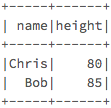 +-----+------+
| name|height|
+-----+------+
|Chris|    80|
|  Bob|    85|
+-----+------+